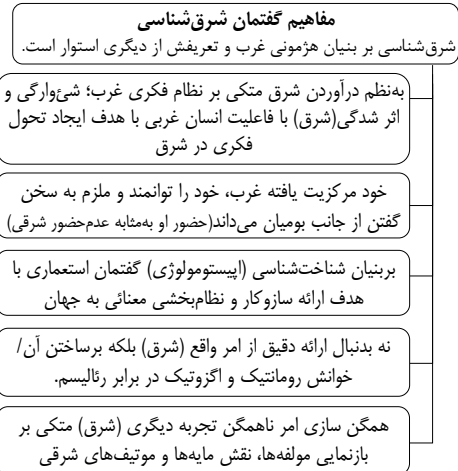 مفاهیم گفتمان شرق‌شناسی
شرق‌شناسی بر بنیان هژمونی غرب و تعریفش از دیگری استوار است.
به‌نظم درآوردن شرق متکی بر نظام فکری غرب؛ شئ‌وارگی و
اثر شدگی(شرق) با فاعلیت انسان غربی با هدف ایجاد تحول
فکری در شرق
خود مرکزیت یافته غرب، خود را توانمند و ملزم به سخن
گفتن از جانب بومیان می‌داند(حضور او به‌مثابه عدم‌حضور شرقی)
بربنیان شناخت‌شناسی (اپیستومولوژی) گفتمان استعماری با
هدف ارائه سازوکار و نظام‌بخشی معنائی به جهان
نه بدنبال ارائه دقیق از امر واقع (شرق) بلکه برساختن آن/
خوانش رومانتیک و اگزوتیک در برابر رئالیسم.
همگن سازی امر ناهمگن تجربه دیگری (شرق) متکی بر
بازنمایی مولفه‌ها، نقش مایه‌ها و موتیف‌های شرقی